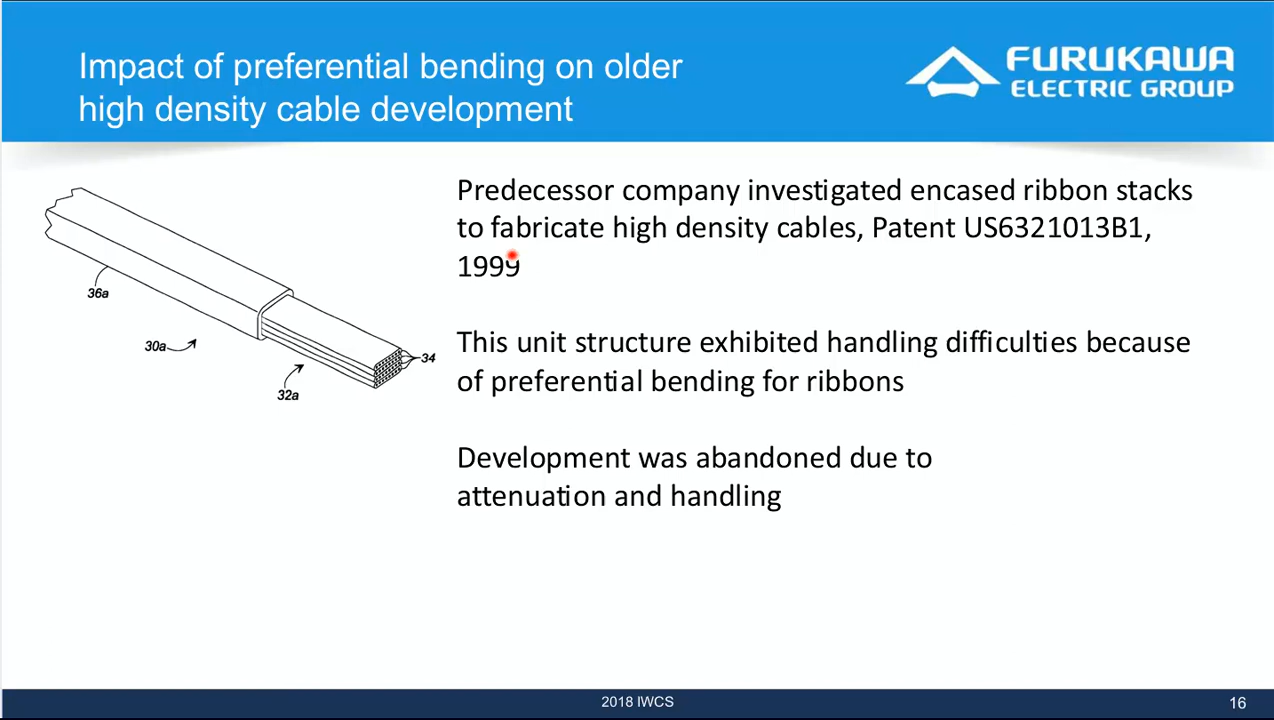 Impact of preferential bending on older
high density cable development
FURUKAWA
ELECTRIC GROUP
Predecessor company investigated encased ribbon stacks
to fabricate high density cables, Patent US6321013B1,
1999
This unit structure exhibited handling difficulties because
of preferential bending for ribbons
Development was abandoned due to
attenuation and handling
36a
30a
34
32a
2018 IWCS
16